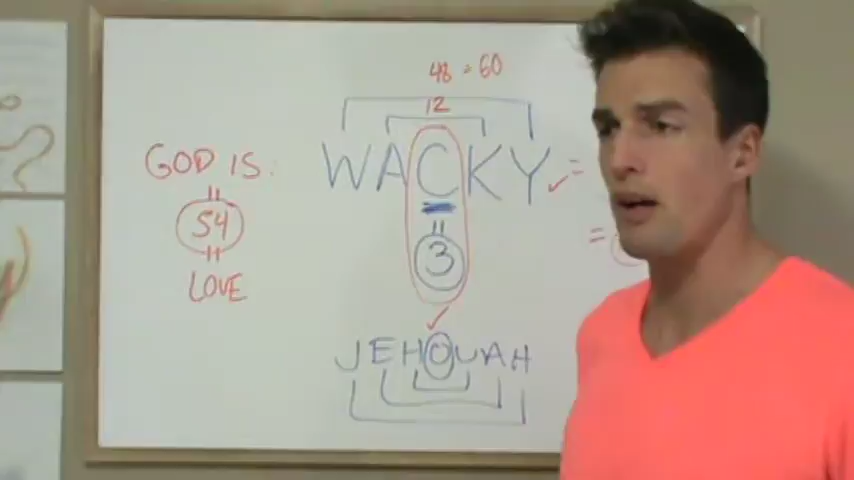 48 = 60
12
GOD IS:
WACKY =
54
3
=
LOVE
JEHOVAH